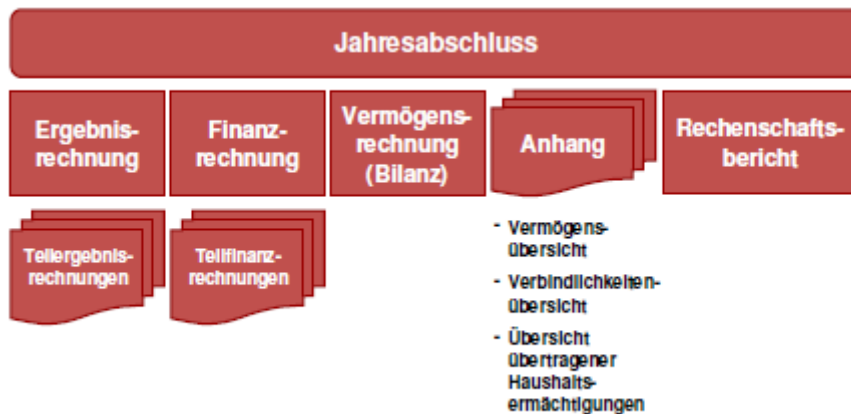 Jahresabschluss
Ergebnis-
rechnung
Finanz-
rechnung
Vermögens-
rechnung
(Bilanz)
Anhang
Rechenschafts-
bericht
Teilergebnis-
rechnungen
Teilfinanz-
rechnungen
- Vermögens-
übersicht
- Verbindlichkeiten-
übersicht
- Übersicht
übertragener
Haushalts-
ermächtigungen